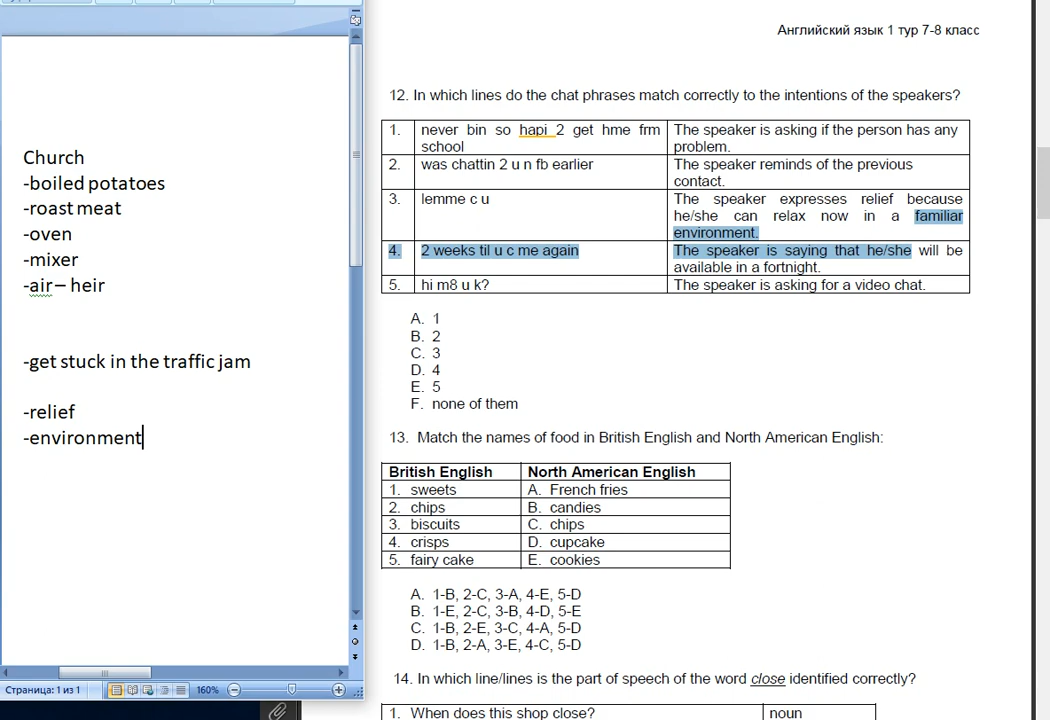 Английский язык 1 тур 7-8 класс
Church
-boiled potatoes
-roast meat
-oven
-mixer
-air – heir
-get stuck in the traffic jam
-relief
-environment
Страница: 1 из 1
160%
12. In which lines do the chat phrases match correctly to the intentions of the speakers?
1. never bin so hapi 2 get hme frm school The speaker is asking if the person has any problem.
2. was chattin 2 u n fb earlier The speaker reminds of the previous contact.
3. lemme c u The speaker expresses relief because he/she can relax now in a familiar environment.
4. 2 weeks til u c me again The speaker is saying that he/she will be available in a fortnight.
5. hi m8 u k? The speaker is asking for a video chat.
A. 1
B. 2
C. 3
D. 4
E. 5
F. none of them
13. Match the names of food in British English and North American English:
British English North American English
1. sweets A. French fries
2. chips B. candies
3. biscuits C. chips
4. crisps D. cupcake
5. fairy cake E. cookies
A. 1-B, 2-C, 3-A, 4-E, 5-D
B. 1-E, 2-C, 3-B, 4-D, 5-E
C. 1-B, 2-E, 3-C, 4-A, 5-D
D. 1-B, 2-A, 3-E, 4-C, 5-D
14. In which line/lines is the part of speech of the word close identified correctly?
1. When does this shop close? noun